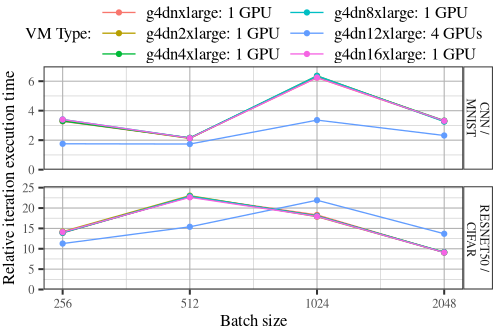 VM Type:
g4dnxlarge: 1 GPU
g4dn2xlarge: 1 GPU
g4dn4xlarge: 1 GPU
g4dn8xlarge: 1 GPU
g4dn12xlarge: 4 GPUs
g4dn16xlarge: 1 GPU
Relative iteration execution time
6
4
2
0
CNN /
MNIST
25
20
15
10
5
0
RESNET50 /
CIFAR
256
512
1024
2048
Batch size